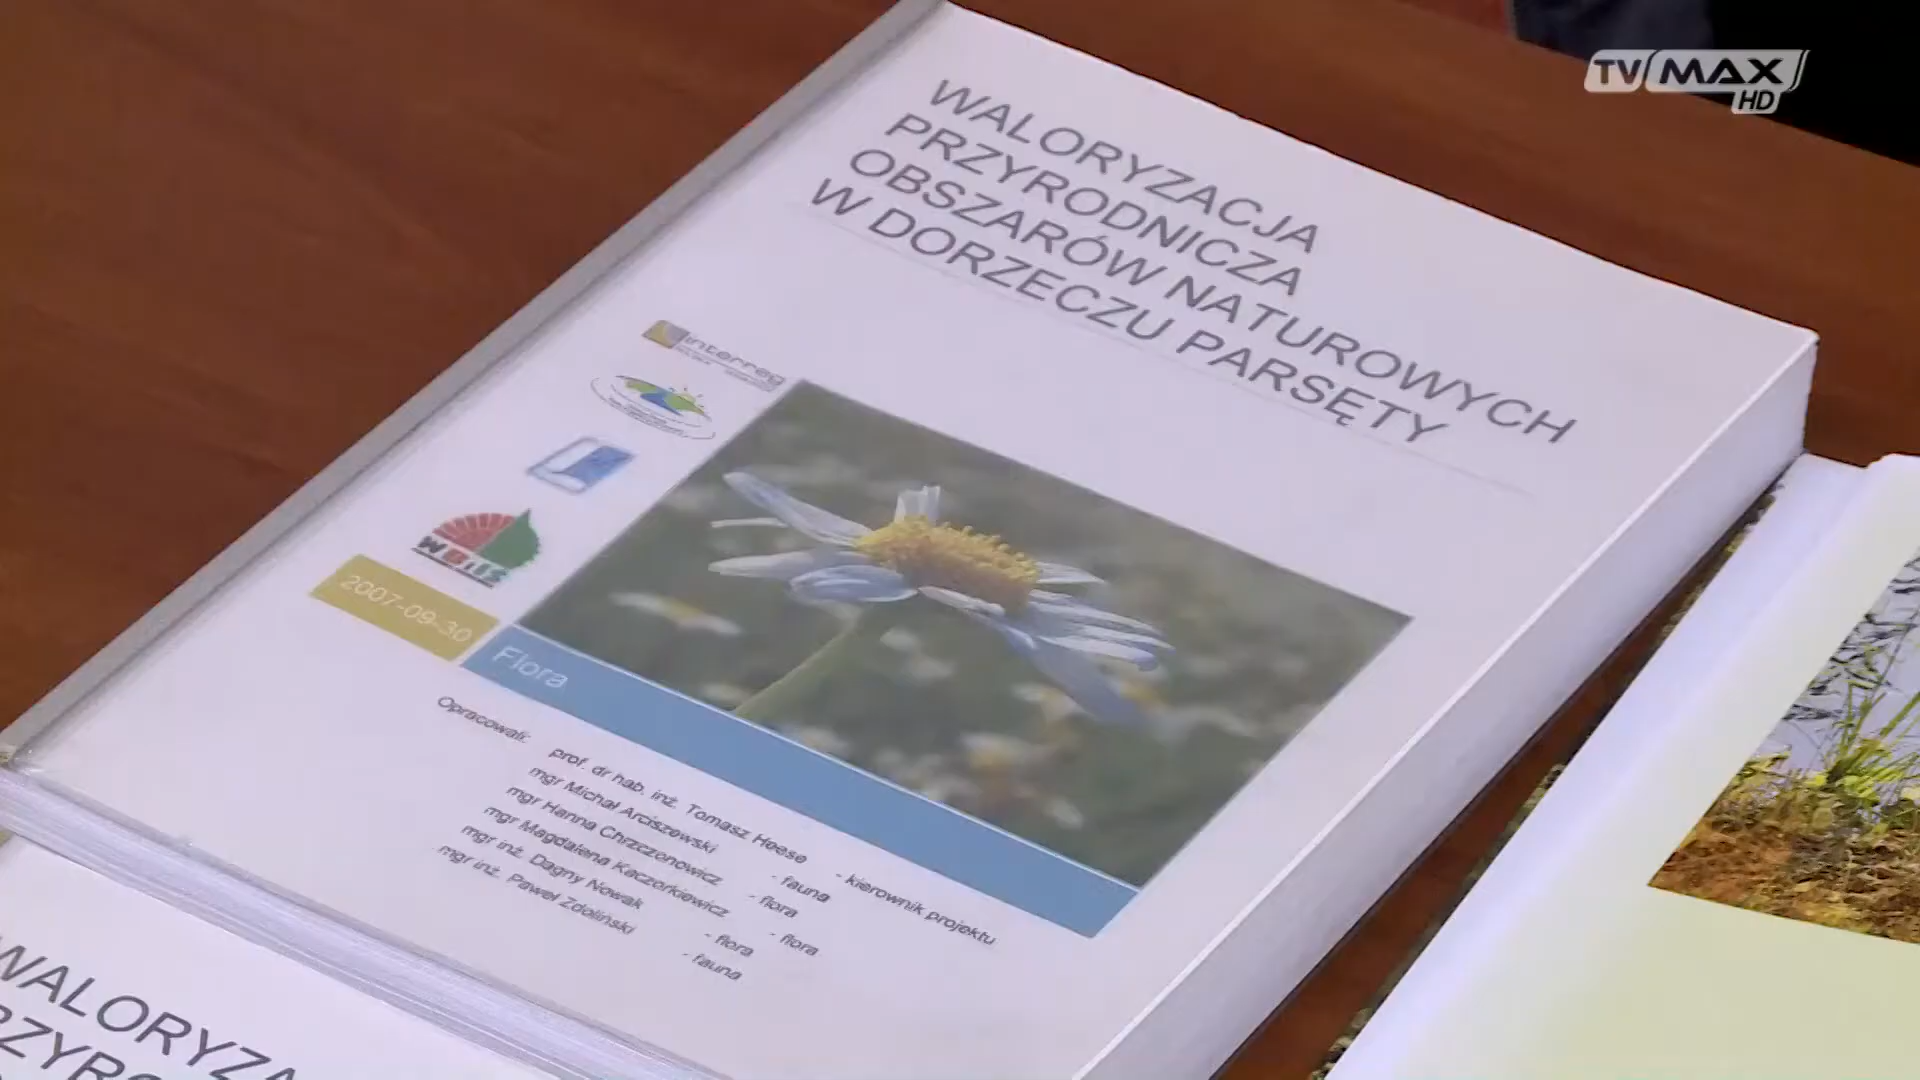 TV MAX
HD
WALORYZACJA
PRZYRODNICZA
OBSZARÓW NATUROWYCH
W DORZECZU PARSĘTY
interreg
WBiIS
2007-09-30
Flora
Opracowali:
prof. dr hab. inż. Tomasz Heese - kierownik projektu
mgr Michał Arciszewski - fauna
mgr Hanna Chrzczonowicz - flora
mgr Magdalena Kaczorkiewicz - flora
mgr inż. Dagny Nowak - flora
mgr inż. Paweł Zdoliński - fauna
WALORYZA